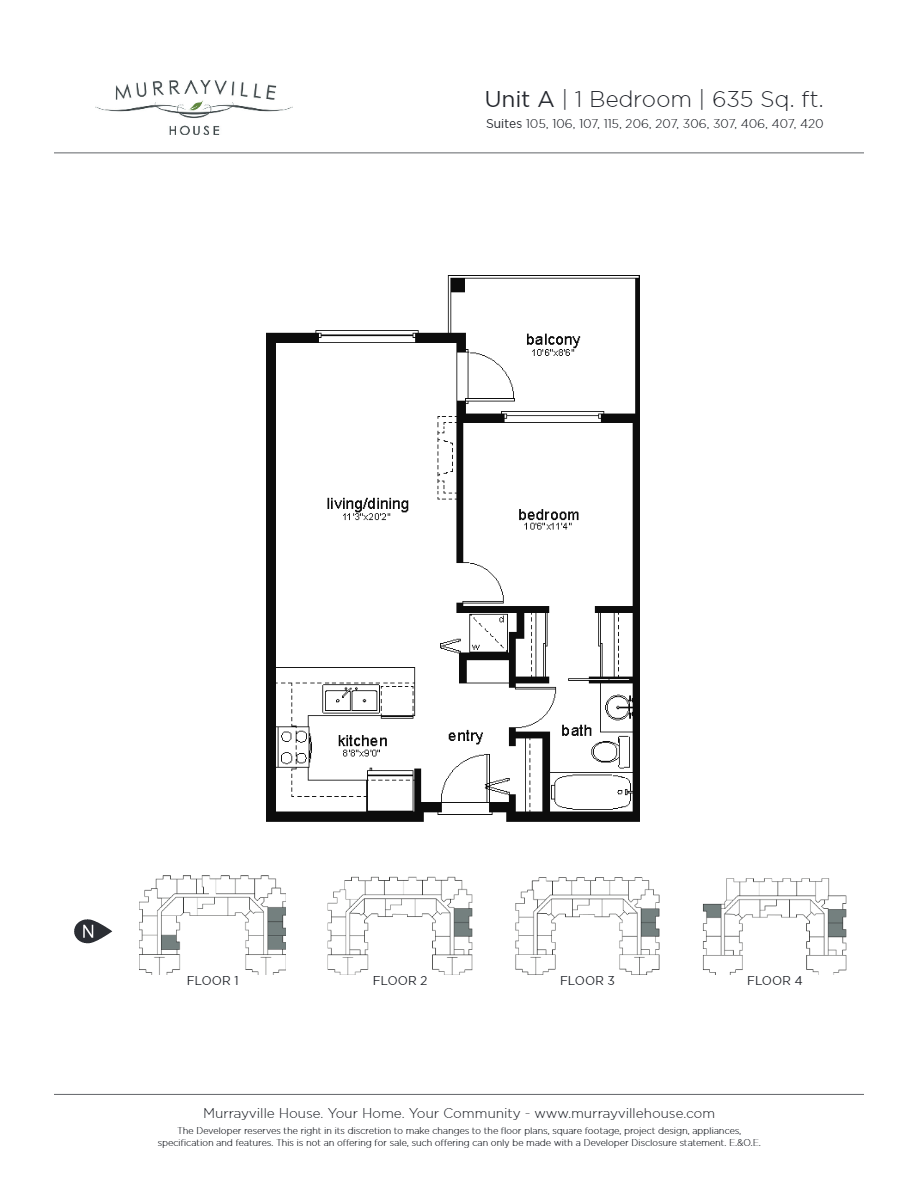 MURRAYVILLE
HOUSE
Unit A | 1 Bedroom | 635 Sq. ft.
Suites 105, 106, 107, 115, 206, 207, 306, 307, 406, 407, 420
balcony
10'6"x8'6"
living/dining
11'3"x20'2"
bedroom
10'6"x11'4"
d
w
kitchen
8'8"x9'0"
entry
bath
N
FLOOR 1
FLOOR 2
FLOOR 3
FLOOR 4
Murrayville House. Your Home. Your Community - www.murrayvillehouse.com
The Developer reserves the right in its discretion to make changes to the floor plans, square footage, project design, appliances,
specification and features. This is not an offering for sale, such offering can only be made with a Developer Disclosure statement. E.&O.E.